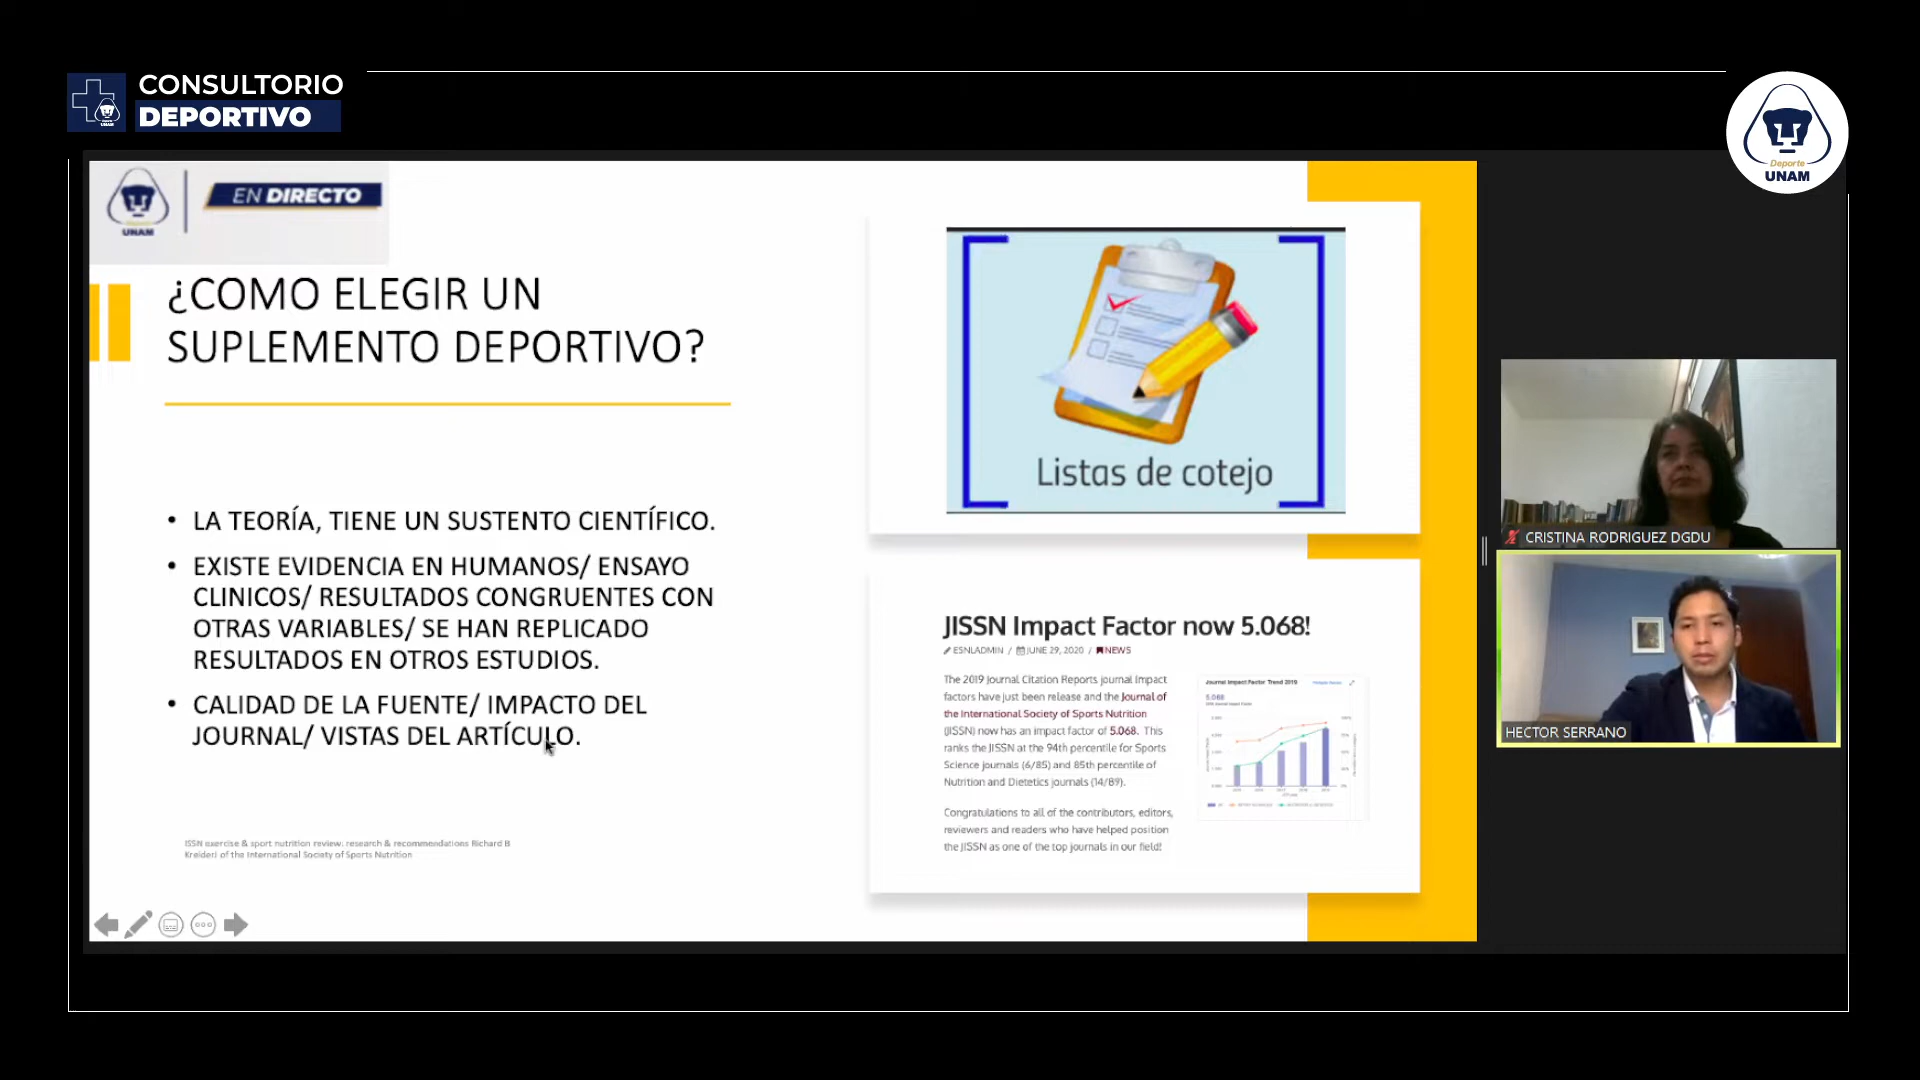 CONSULTORIO
DEPORTIVO
Deporte
UNAM
UNAM
EN DIRECTO
¿COMO ELEGIR UN
SUPLEMENTO DEPORTIVO?
• LA TEORÍA, TIENE UN SUSTENTO CIENTÍFICO.
• EXISTE EVIDENCIA EN HUMANOS/ ENSAYO
CLINICOS/ RESULTADOS CONGRUENTES CON
OTRAS VARIABLES/ SE HAN REPLICADO
RESULTADOS EN OTROS ESTUDIOS.
• CALIDAD DE LA FUENTE/ IMPACTO DEL
JOURNAL/ VISTAS DEL ARTÍCULO.
ISSN exercise & sport nutrition review: research & recommendations Richard B
Kreideri of the International Society of Sports Nutrition
Listas de cotejo
JISSN Impact Factor now 5.068!
ESNLADMIN / JUNE 29, 2020 / NEWS
The 2019 Journal Citation Reports journal impact
factors have just been release and the Journal of
the International Society of Sports Nutrition
(JISSN) now has an impact factor of 5.068. This
ranks the JISSN at the 94th percentile for Sports
Science journals (6/85) and 85th percentile of
Nutrition and Dietetics journals (14/89).
Congratulations to all of the contributors, editors,
reviewers and readers who have helped position
the JISSN as one of the top journals in our field!
Journal Impact Factor Trend 2019
5.068
CRISTINA RODRIGUEZ DGDU
HECTOR SERRANO